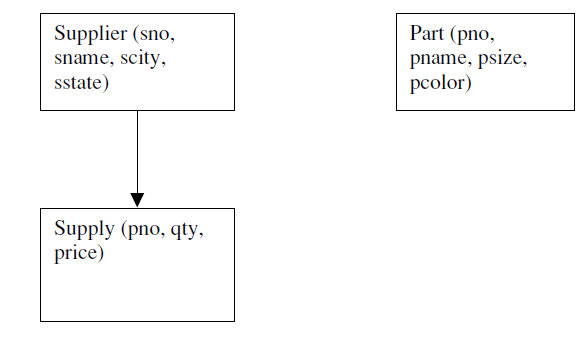 Supplier (sno,
sname, scity,
sstate)
Part (pno,
pname, psize,
pcolor)
Supply (pno, qty,
price)